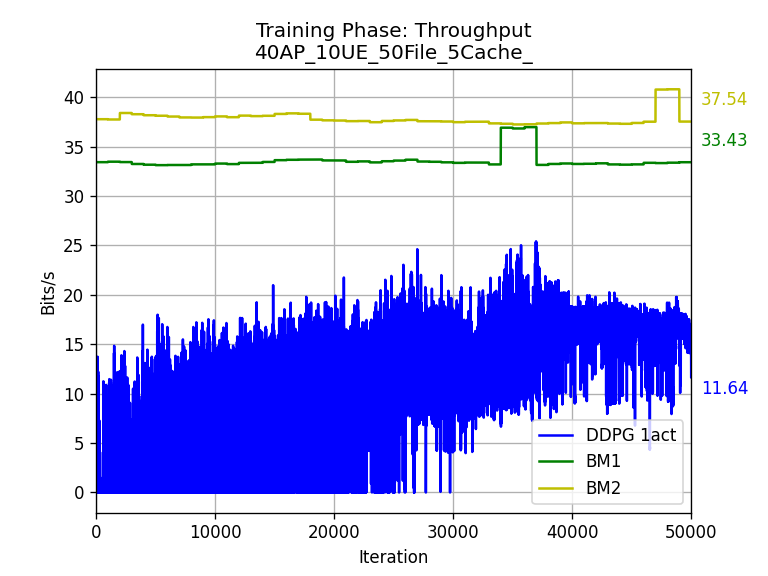 Training Phase: Throughput
40AP_10UE_50File_5Cache_
Bits/s
40
35
30
25
20
15
10
5
0
37.54
33.43
11.64
DDPG 1act
BM1
BM2
0 10000 20000 30000 40000 50000
Iteration